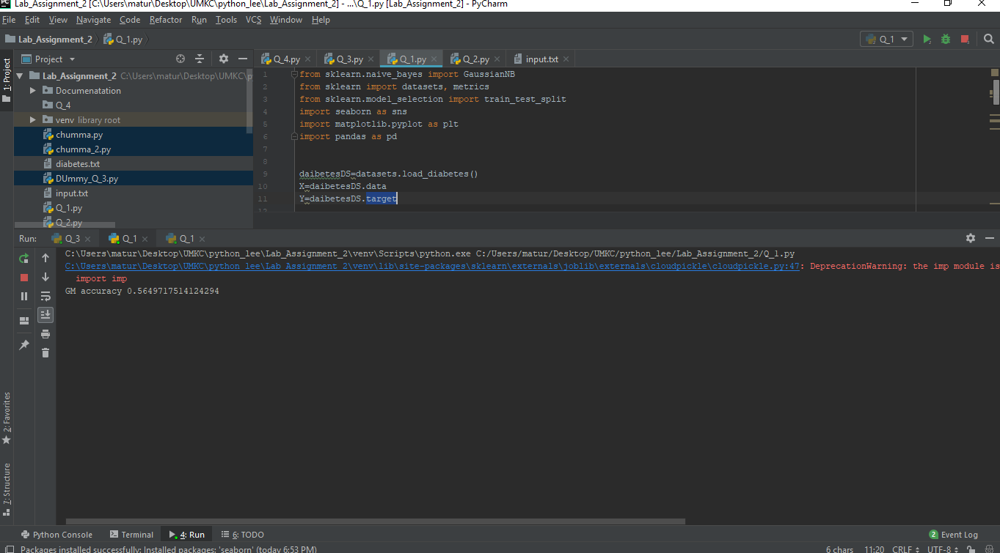 PC Lab_Assignment_2 [C:\Users\matur\Desktop\UMKC\python_lee\Lab_Assignment_2] - ...\Q_1.py [Lab_Assignment_2] - PyCharm
File Edit View Navigate Code Refactor Run Tools VCS Window Help
Lab_Assignment_2 Q_1.py Q_1
1: Project
Project Q_4.py Q_3.py Q_1.py Q_2.py input.txt
Lab_Assignment_2 C:\Users\matur\Desktop\UMKC\p
Documenatation
Q_4
venv library root
chumma.py
chumma_2.py
diabetes.txt
DUmmy_Q_3.py
input.txt
Q_1.py
Q_2.py
1 from sklearn.naive_bayes import GaussianNB
2 from sklearn import datasets, metrics
3 from sklearn.model_selection import train_test_split
4 import seaborn as sns
5 import matplotlib.pyplot as plt
6 import pandas as pd
7
8
9 daibetesDS=datasets.load_diabetes()
10 X=daibetesDS.data
11 Y=daibetesDS.target
12
Run: Q_3 Q_1 Q_1
C:\Users\matur\Desktop\UMKC\python_lee\Lab_Assignment_2\venv\Scripts\python.exe C:/Users/matur/Desktop/UMKC/python_lee/Lab_Assignment_2/Q_1.py
C:\Users\matur\Desktop\UMKC\python_lee\Lab_Assignment_2\venv\lib\site-packages\sklearn\externals\joblib\externals\cloudpickle\cloudpickle.py:47: DeprecationWarning: the imp module is
import imp
GM accuracy 0.5649717514124294
2: Favorites
7: Structure
Python Console Terminal 4: Run 6: TODO 2 Event Log
Packages installed successfully: Installed packages: 'seaborn' (today 6:53 PM) 6 chars 11:20 CRLF UTF-8